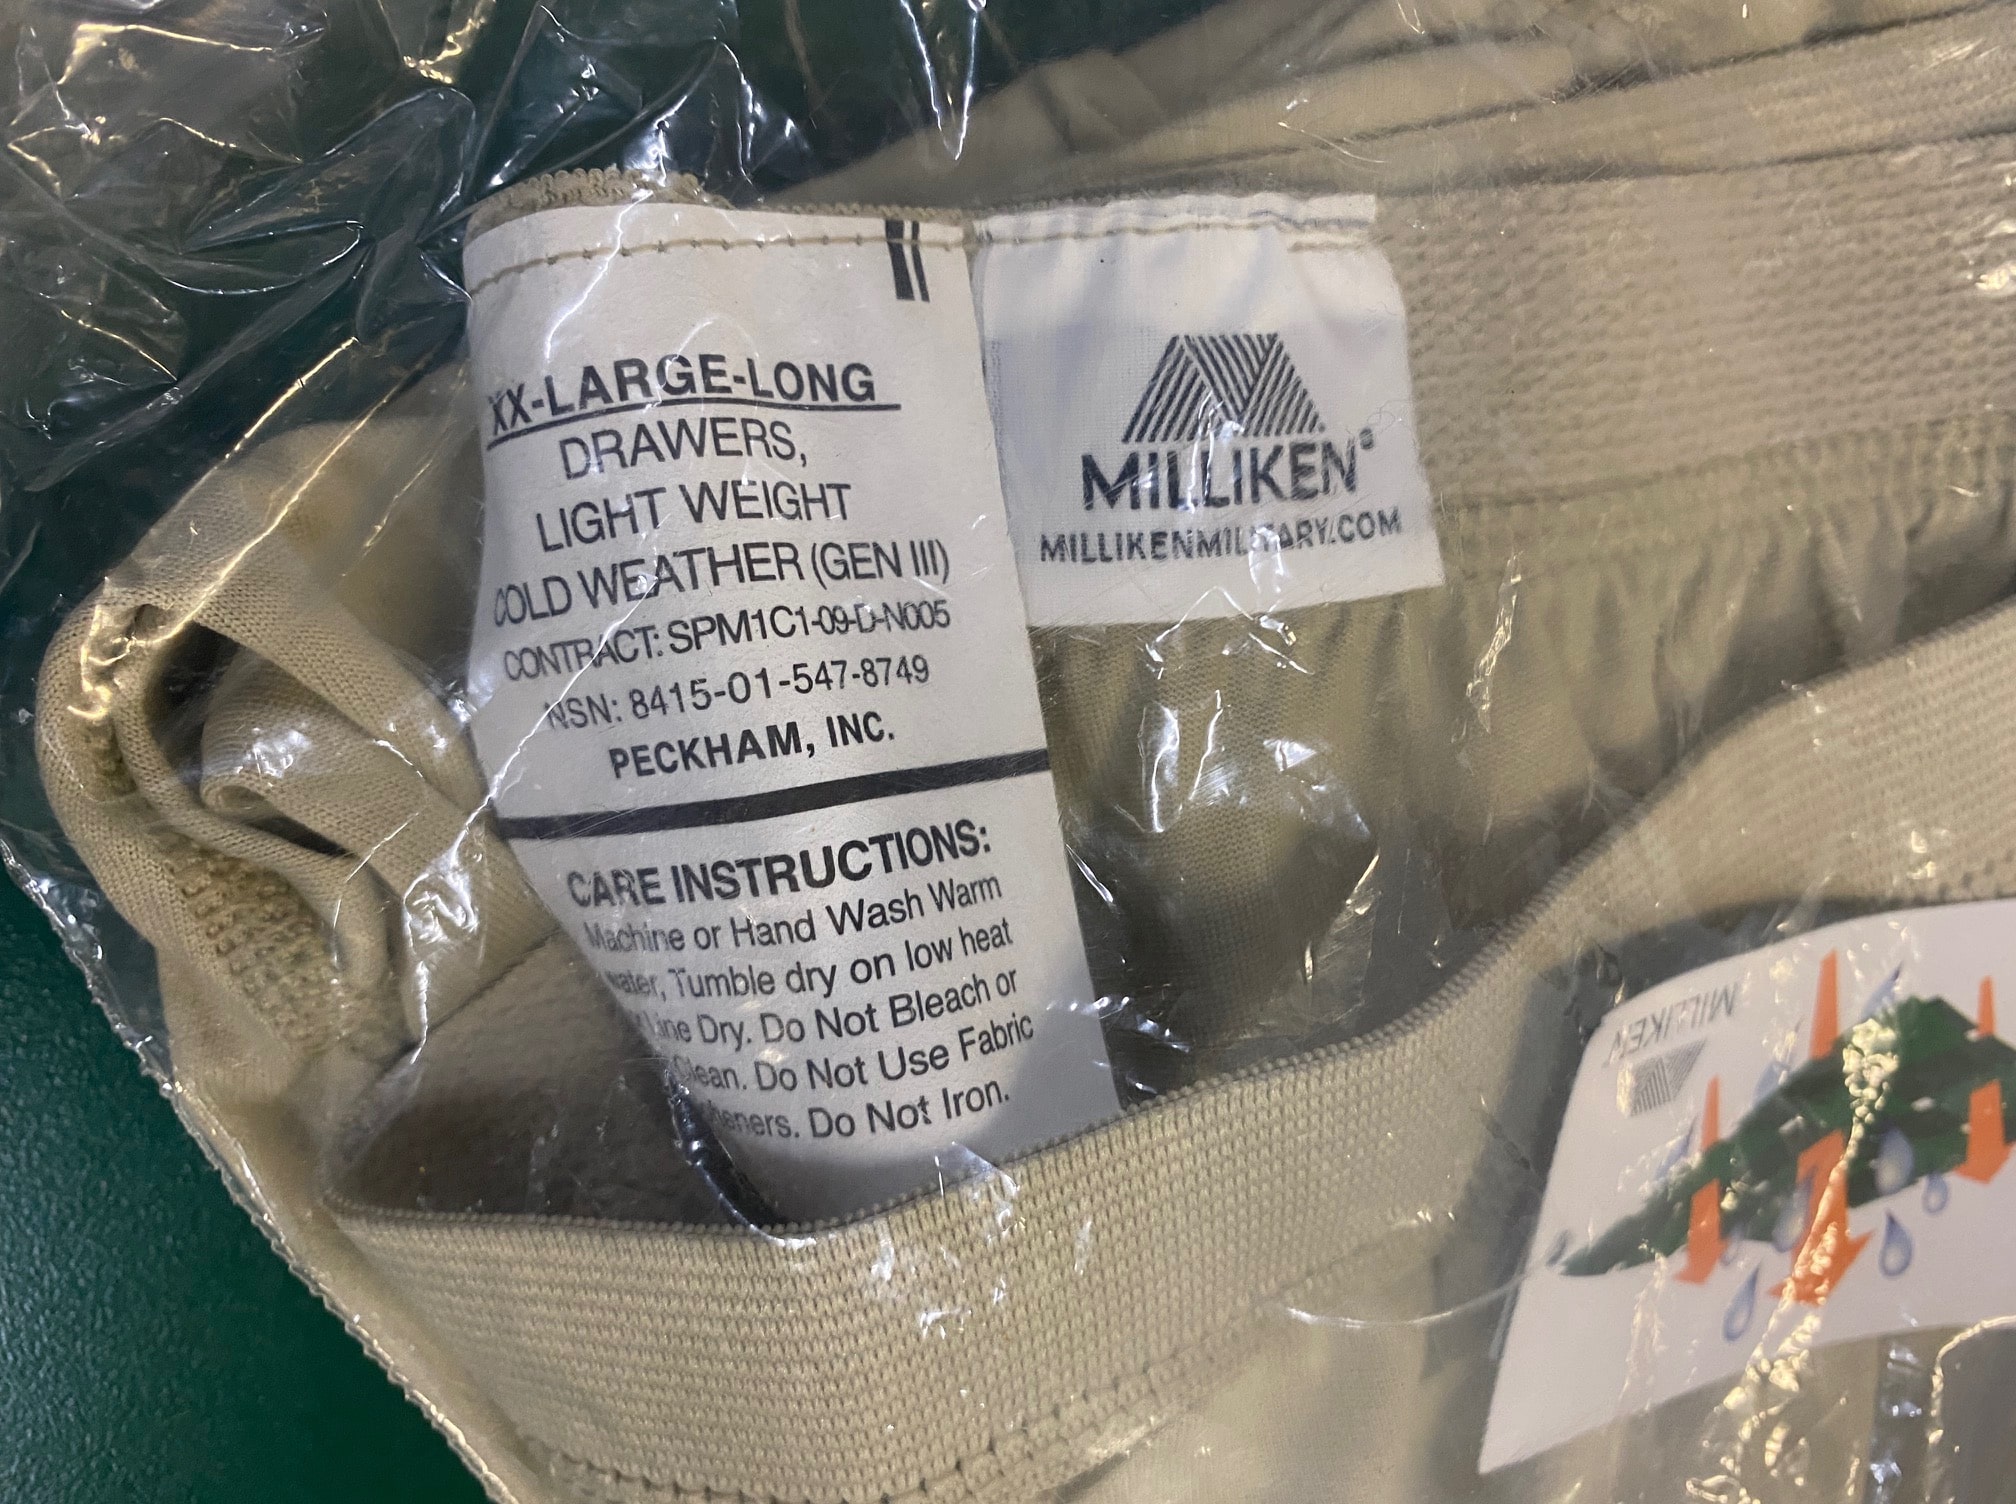 XX-LARGE-LONG
DRAWERS,
LIGHT WEIGHT
COLD WEATHER (GEN III)
CONTRACT: SPM1C1-09-D-N005
NSN: 8415-01-547-8749
PECKHAM, INC.
CARE INSTRUCTIONS:
Machine or Hand Wash Warm
water, Tumble dry on low heat
Line Dry. Do Not Bleach or
Clean. Do Not Use Fabric
Do Not Iron.
MILLIKEN®
MILLIKENMILITARY.COM
MILLIKEN